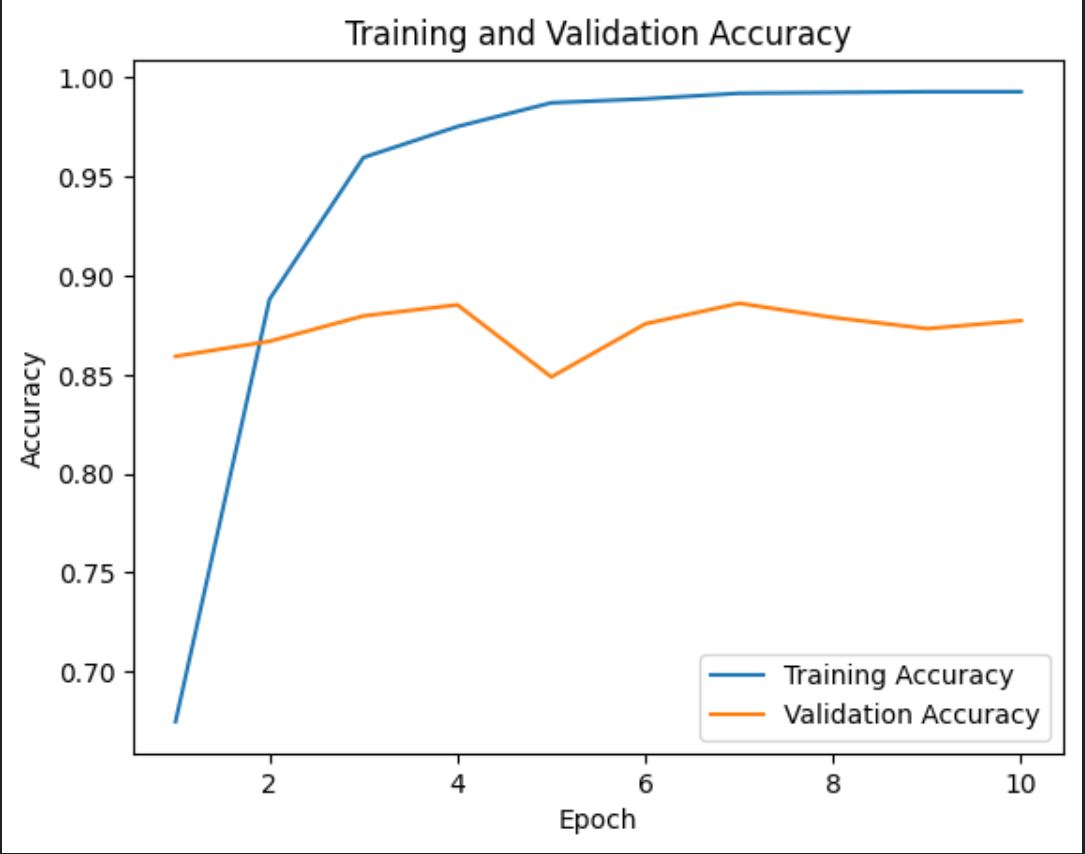 Training and Validation Accuracy
1.00
0.95
0.90
0.85
0.80
0.75
0.70
Accuracy
Training Accuracy
Validation Accuracy
2 4 6 8 10
Epoch